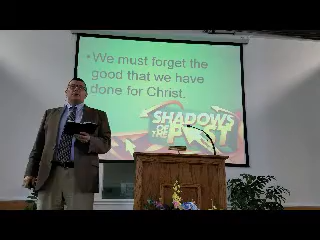 •We must forget the
good that we have
done for Christ.
SHADOWS
OF THE PAST